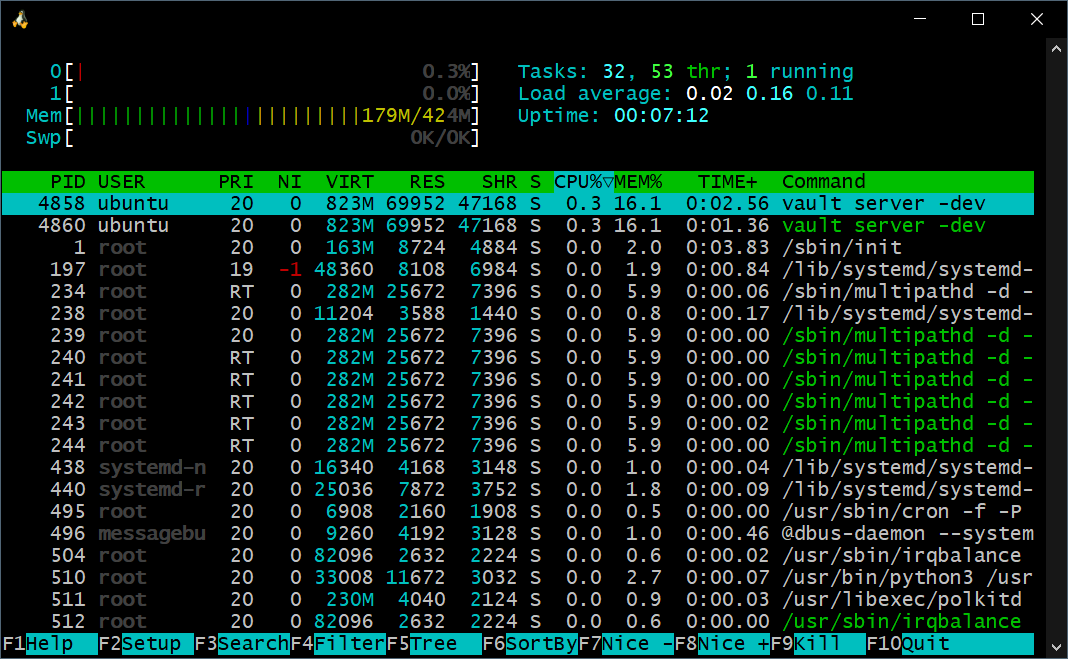 0[| 0.3%] Tasks: 32, 53 thr; 1 running
1[ 0.0%] Load average: 0.02 0.16 0.11
Mem[||||||||||||||||||||||||179M/424M] Uptime: 00:07:12
Swp[ 0K/0K]
PID USER PRI NI VIRT RES SHR S CPU%▽MEM% TIME+ Command
4858 ubuntu 20 0 823M 69952 47168 S 0.3 16.1 0:02.56 vault server -dev
4860 ubuntu 20 0 823M 69952 47168 S 0.3 16.1 0:01.36 vault server -dev
1 root 20 0 163M 8724 4884 S 0.0 2.0 0:03.83 /sbin/init
197 root 19 -1 48360 8108 6984 S 0.0 1.9 0:00.84 /lib/systemd/systemd-
234 root RT 0 282M 25672 7396 S 0.0 5.9 0:00.06 /sbin/multipathd -d -
238 root 20 0 11204 3588 1440 S 0.0 0.8 0:00.17 /lib/systemd/systemd-
239 root 20 0 282M 25672 7396 S 0.0 5.9 0:00.00 /sbin/multipathd -d -
240 root RT 0 282M 25672 7396 S 0.0 5.9 0:00.00 /sbin/multipathd -d -
241 root RT 0 282M 25672 7396 S 0.0 5.9 0:00.00 /sbin/multipathd -d -
242 root RT 0 282M 25672 7396 S 0.0 5.9 0:00.00 /sbin/multipathd -d -
243 root RT 0 282M 25672 7396 S 0.0 5.9 0:00.02 /sbin/multipathd -d -
244 root RT 0 282M 25672 7396 S 0.0 5.9 0:00.00 /sbin/multipathd -d -
438 systemd-n 20 0 16340 4168 3148 S 0.0 1.0 0:00.04 /lib/systemd/systemd-
440 systemd-r 20 0 25036 7872 3752 S 0.0 1.8 0:00.09 /lib/systemd/systemd-
495 root 20 0 6908 2160 1908 S 0.0 0.5 0:00.00 /usr/sbin/cron -f -P
496 messagebu 20 0 9260 4192 3128 S 0.0 1.0 0:00.46 @dbus-daemon --system
504 root 20 0 82096 2632 2224 S 0.0 0.6 0:00.02 /usr/sbin/irqbalance
510 root 20 0 33008 11672 3032 S 0.0 2.7 0:00.07 /usr/bin/python3 /usr
511 root 20 0 230M 4040 2124 S 0.0 0.9 0:00.03 /usr/libexec/polkitd
512 root 20 0 82096 2632 2224 S 0.0 0.6 0:00.00 /usr/sbin/irqbalance
F1Help F2Setup F3SearchF4FilterF5Tree F6SortByF7Nice -F8Nice +F9Kill F10Quit